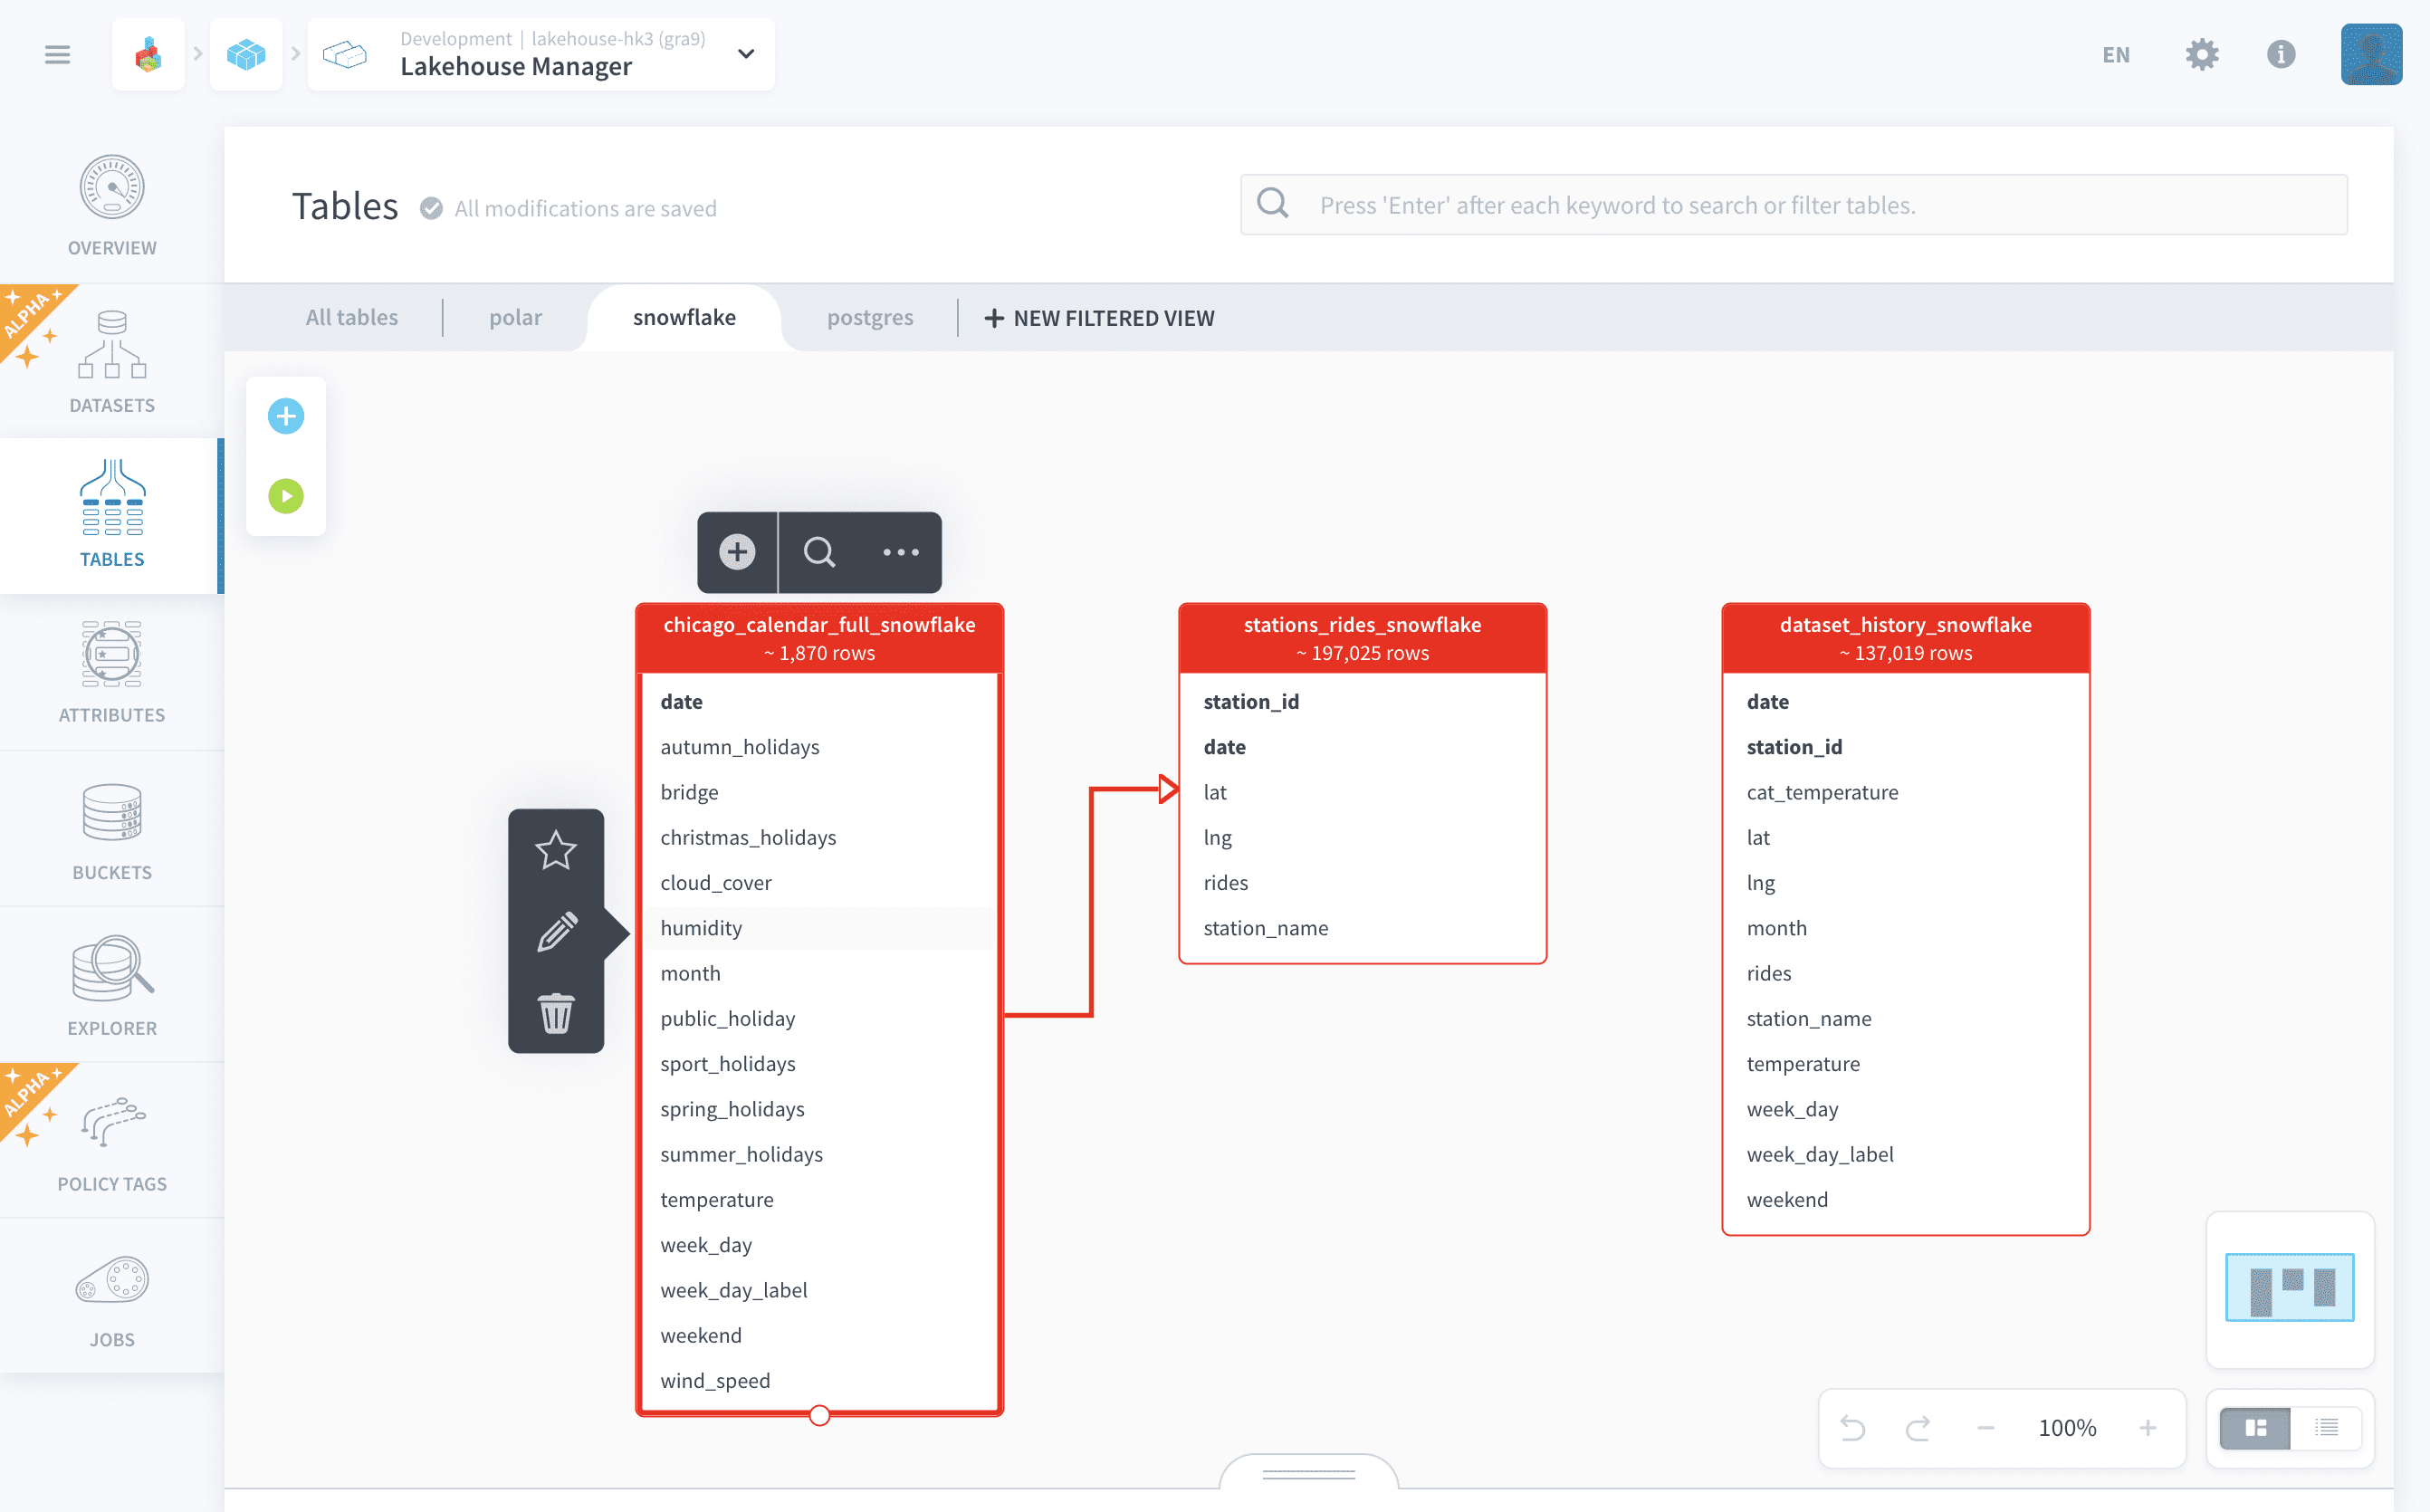 Development | lakehouse-hk3 (gra9)
Lakehouse Manager
EN
OVERVIEW
ALPHA
DATASETS
TABLES
ATTRIBUTES
BUCKETS
EXPLORER
ALPHA
POLICY TAGS
JOBS
Tables
All modifications are saved
Press 'Enter' after each keyword to search or filter tables.
All tables
polar
snowflake
postgres
+ NEW FILTERED VIEW
chicago_calendar_full_snowflake
~ 1,870 rows
date
autumn_holidays
bridge
christmas_holidays
cloud_cover
humidity
month
public_holiday
sport_holidays
spring_holidays
summer_holidays
temperature
week_day
week_day_label
weekend
wind_speed
stations_rides_snowflake
~ 197,025 rows
station_id
date
lat
lng
rides
station_name
dataset_history_snowflake
~ 137,019 rows
date
station_id
cat_temperature
lat
lng
month
rides
station_name
temperature
week_day
week_day_label
weekend
100%